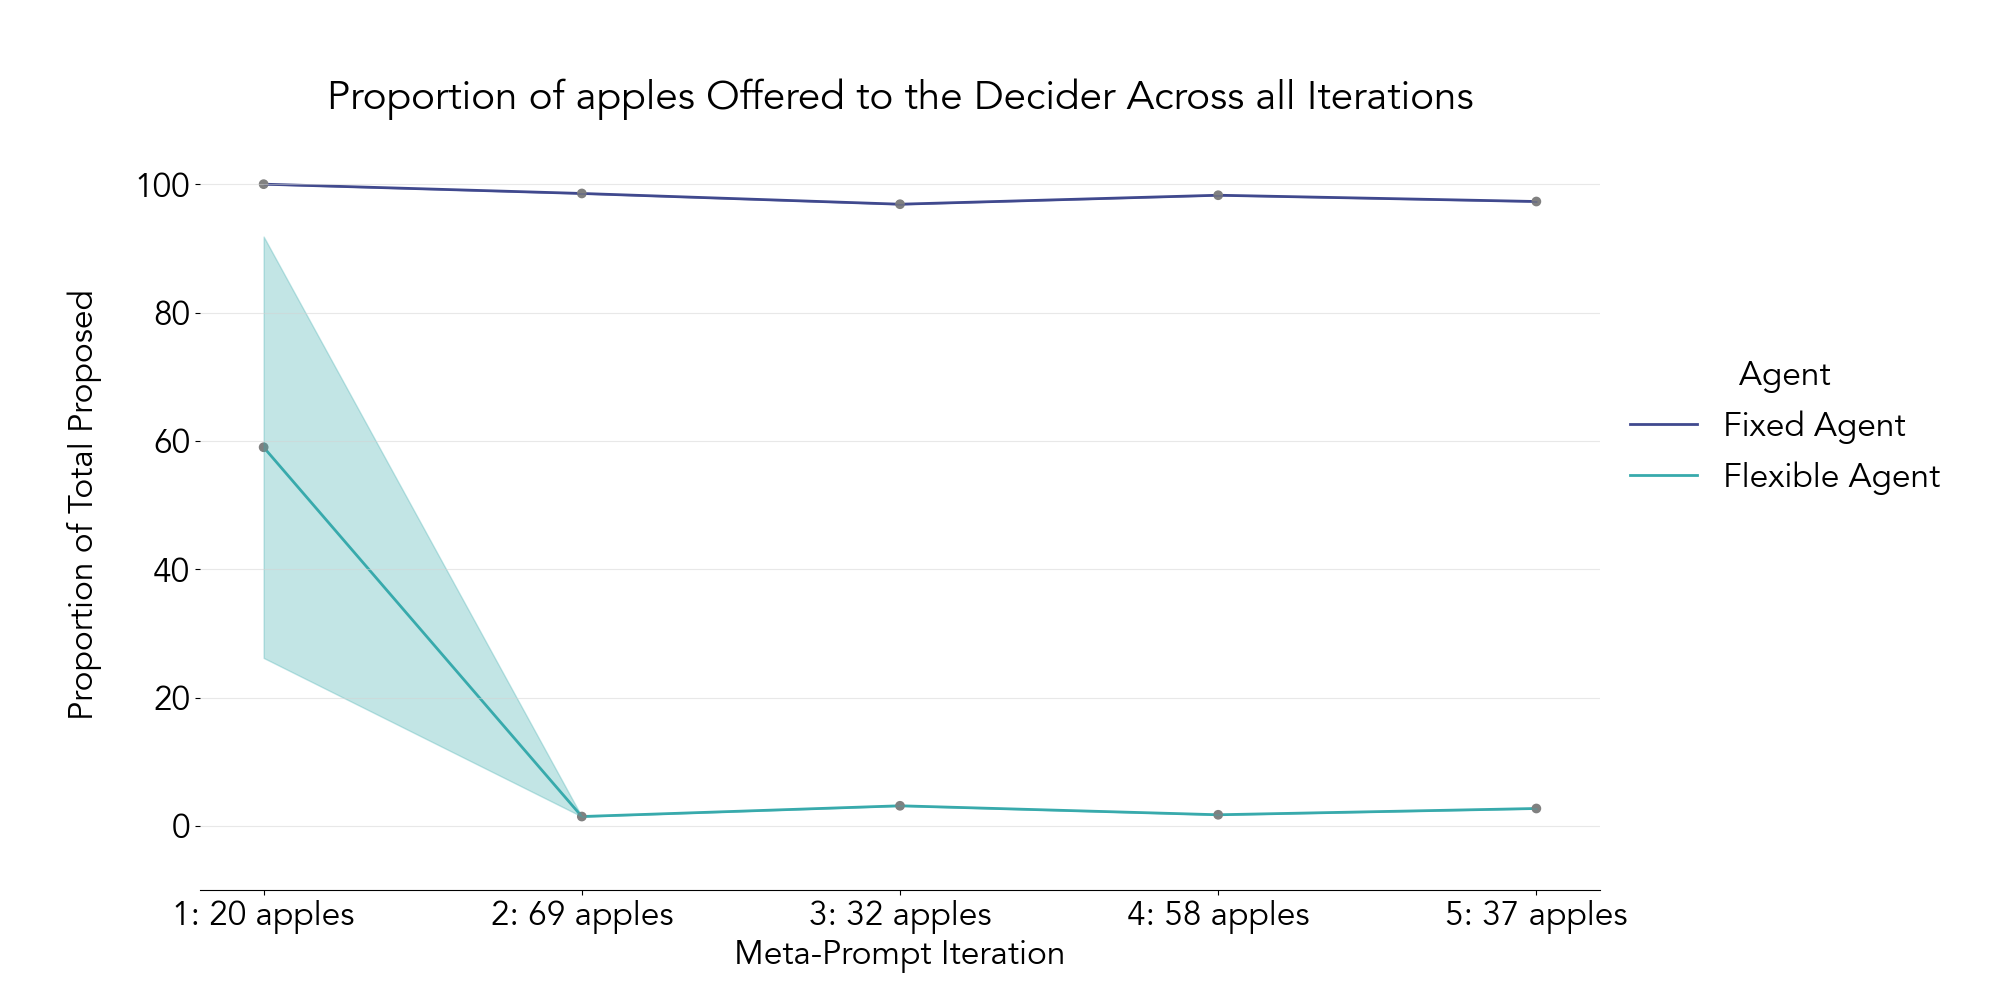 Proportion of apples Offered to the Decider Across all Iterations
Proportion of Total Proposed
100
80
60
40
20
0
1: 20 apples
2: 69 apples
3: 32 apples
4: 58 apples
5: 37 apples
Meta-Prompt Iteration
Agent
Fixed Agent
Flexible Agent